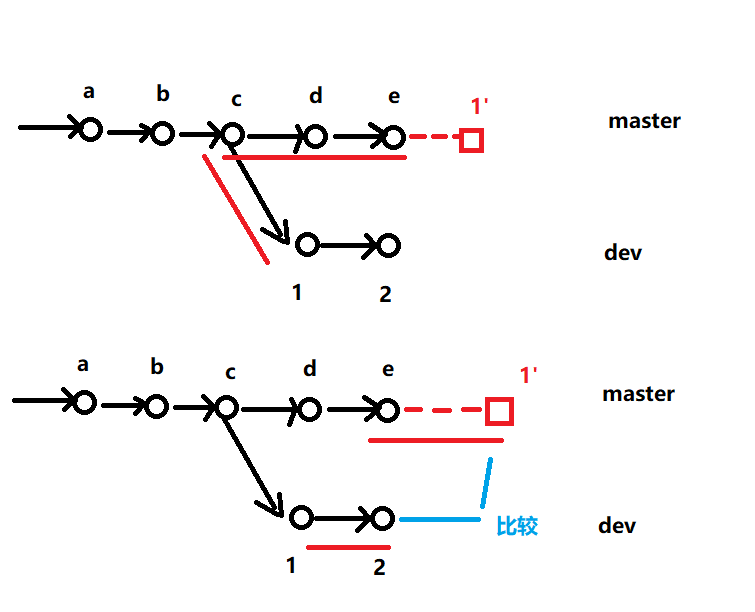 a b c d e 1'
master
dev
1 2
a b c d e 1'
master
比较 dev
1 2